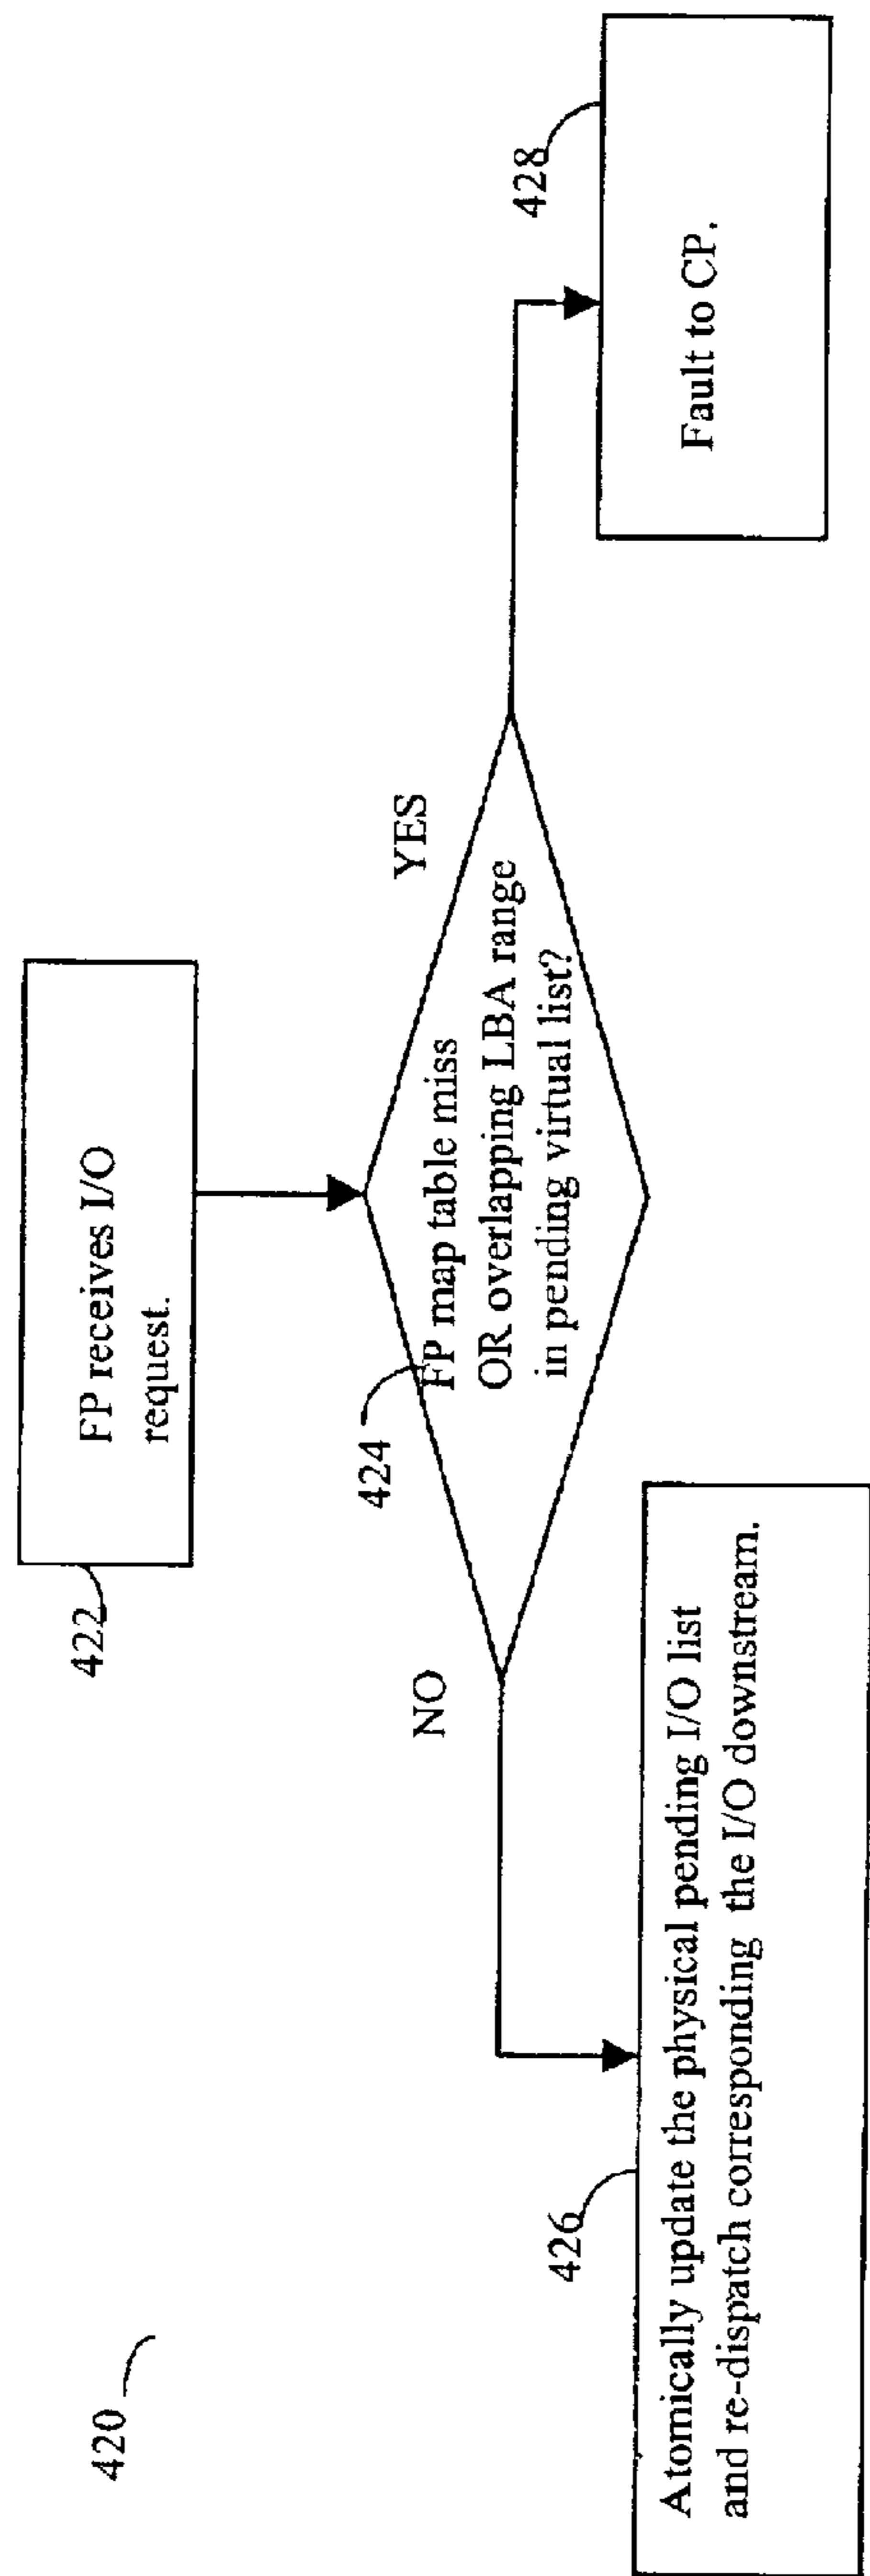 420
422
FP receives I/O
request.
424
FP map table miss
OR overlapping LBA range
in pending virtual list?
NO
YES
426
Atomically update the physical pending I/O list
and re-dispatch corresponding the I/O downstream.
428
Fault to CP.